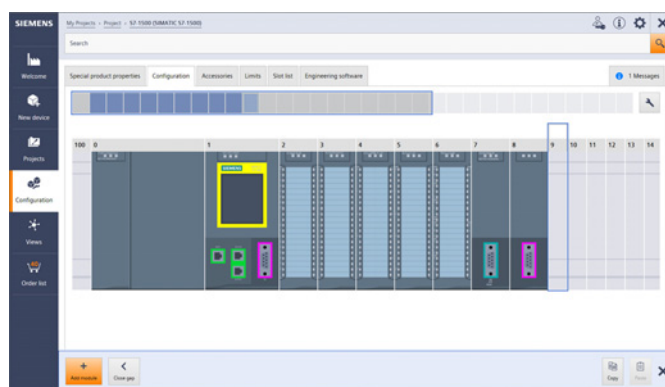 SIEMENS
My Projects › Project › S7-1500 (SIMATIC S7 1500)
Search
Welcome
New device
Projects
Configuration
Views
Order list
Special product properties Configuration Accessories Limits Slot list Engineering software
1 Messages
100 0 1 2 3 4 5 6 7 8 9 10 11 12 13 14
SIEMENS
Add module Close gap Copy Paste